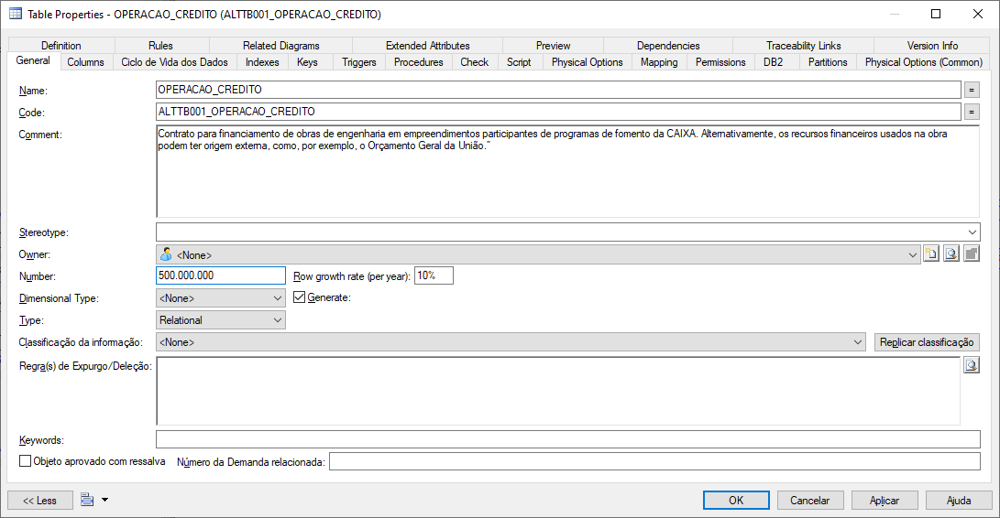 Table Properties - OPERACAO_CREDITO (ALTTB001_OPERACAO_CREDITO)
Definition Rules Related Diagrams Extended Attributes Preview Dependencies Traceability Links Version Info
General Columns Ciclo de Vida dos Dados Indexes Keys Triggers Procedures Check Script Physical Options Mapping Permissions DB2 Partitions Physical Options (Common)
Name: OPERACAO_CREDITO =
Code: ALTTB001_OPERACAO_CREDITO =
Comment: Contrato para financiamento de obras de engenharia em empreendimentos participantes de programas de fomento da CAIXA. Alternativamente, os recursos financeiros usados na obra
podem ter origem externa, como, por exemplo, o Orçamento Geral da União."
Stereotype:
Owner: <None>
Number: 500.000.000 Row growth rate (per year): 10%
Dimensional Type: <None> Generate:
Type: Relational
Classificação da informação: <None> Replicar classificação
Regra(s) de Expurgo/Deleção:
Keywords:
Objeto aprovado com ressalva Número da Demanda relacionada:
<< Less OK Cancelar Aplicar Ajuda